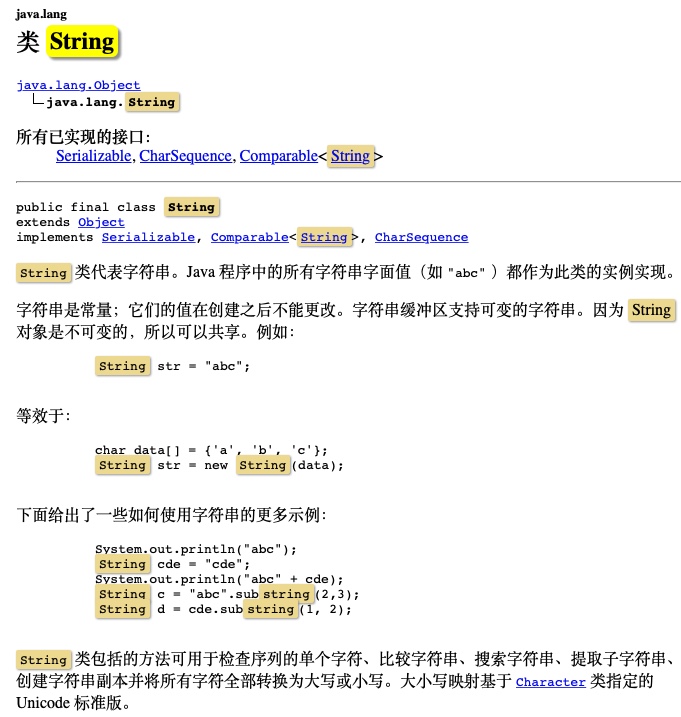 java.lang
类 String
java.lang.Object
java.lang.String
所有已实现的接口：
Serializable, CharSequence, Comparable<String>
public final class String
extends Object
implements Serializable, Comparable<String>, CharSequence
String 类代表字符串。Java 程序中的所有字符串字面值（如 "abc" ）都作为此类的实例实现。
字符串是常量；它们的值在创建之后不能更改。字符串缓冲区支持可变的字符串。因为 String
对象是不可变的，所以可以共享。例如：
String str = "abc";
等效于：
char data[] = {'a', 'b', 'c'};
String str = new String(data);
下面给出了一些如何使用字符串的更多示例：
System.out.println("abc");
String cde = "cde";
System.out.println("abc" + cde);
String c = "abc".substring(2,3);
String d = cde.substring(1, 2);
String 类包括的方法可用于检查序列的单个字符、比较字符串、搜索字符串、提取子字符串、
创建字符串副本并将所有字符全部转换为大写或小写。大小写映射基于 Character 类指定的
Unicode 标准版。